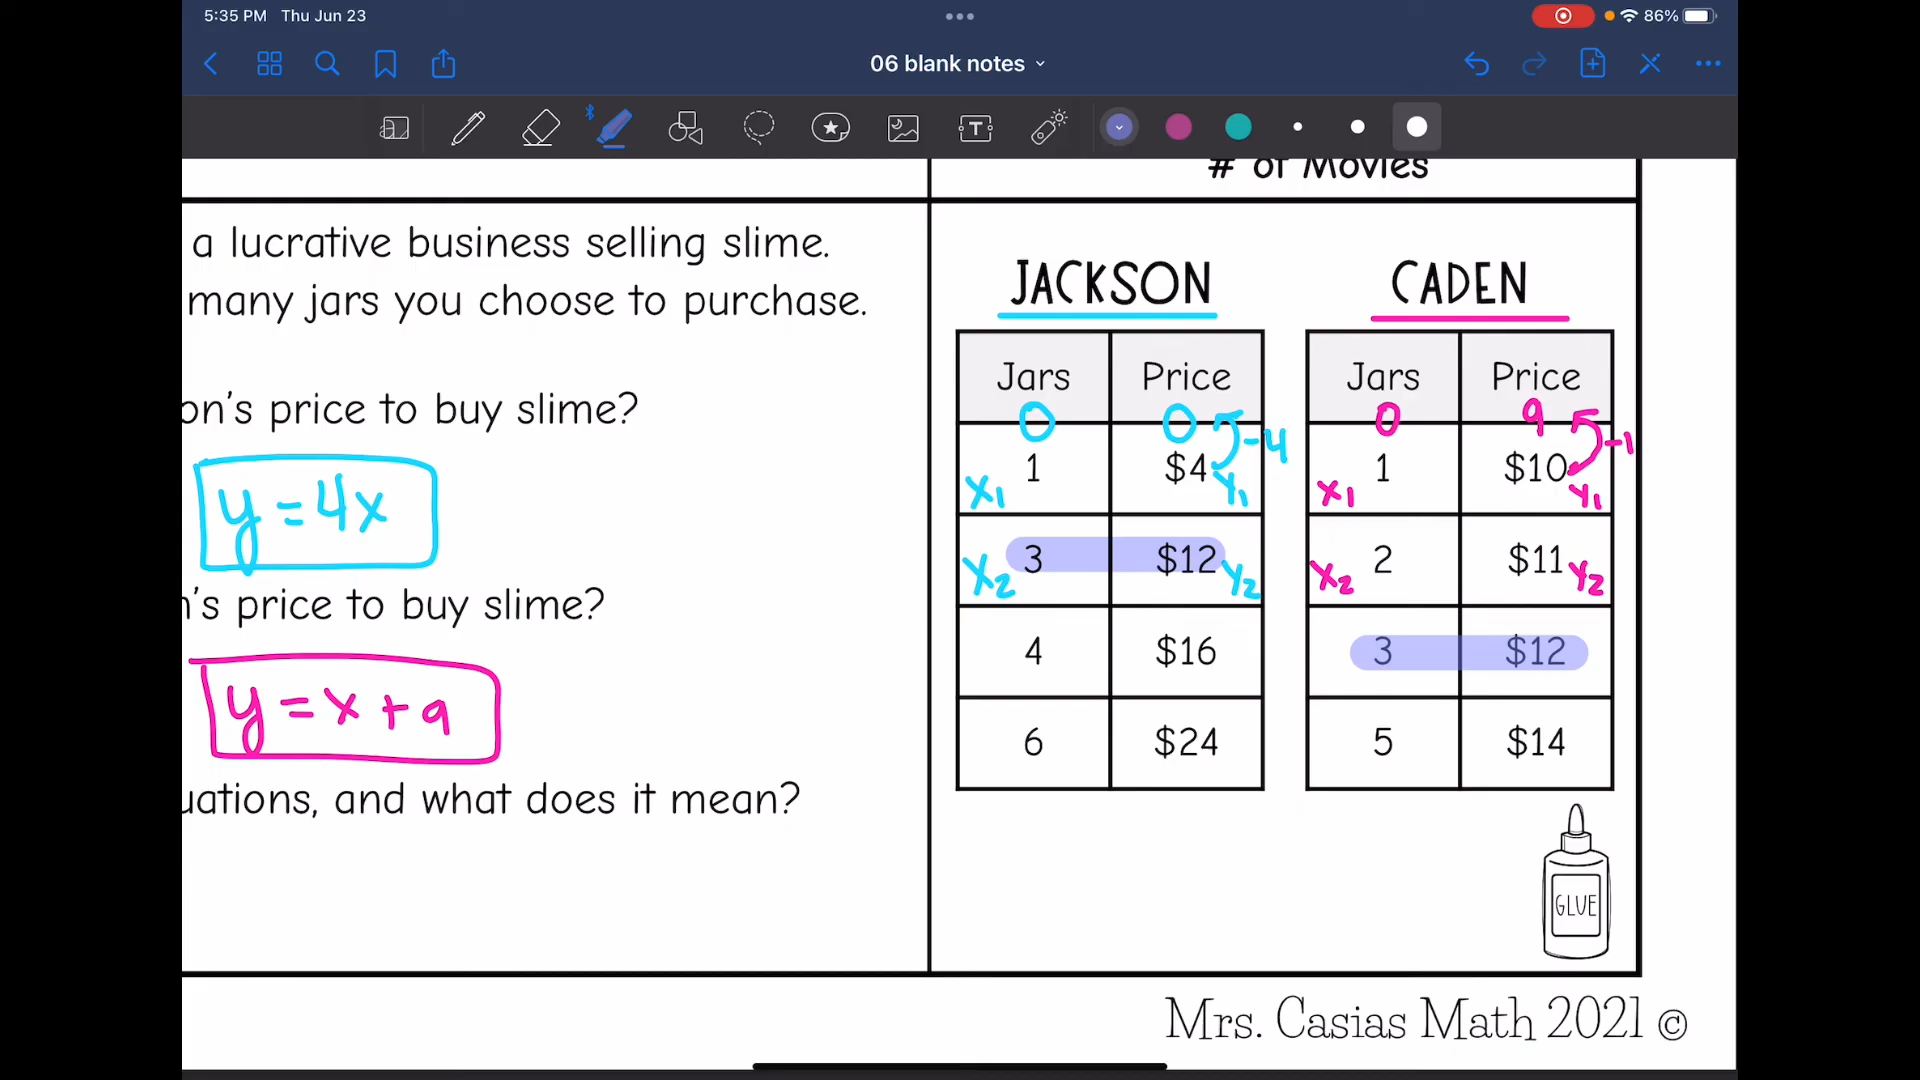 5:35 PM Thu Jun 23
86%
06 blank notes
# of Movies
a lucrative business selling slime.
many jars you choose to purchase.
on's price to buy slime?
y = 4x
n's price to buy slime?
y = x + 9
uations, and what does it mean?
JACKSON
Jars Price
0 0 -4
x1 1 $4 y1
x2 3 $12 y2
4 $16
6 $24
CADEN
Jars Price
0 9 -1
x1 1 $10 y1
x2 2 $11 y2
3 $12
5 $14
GLUE
Mrs. Casias Math 2021 ©